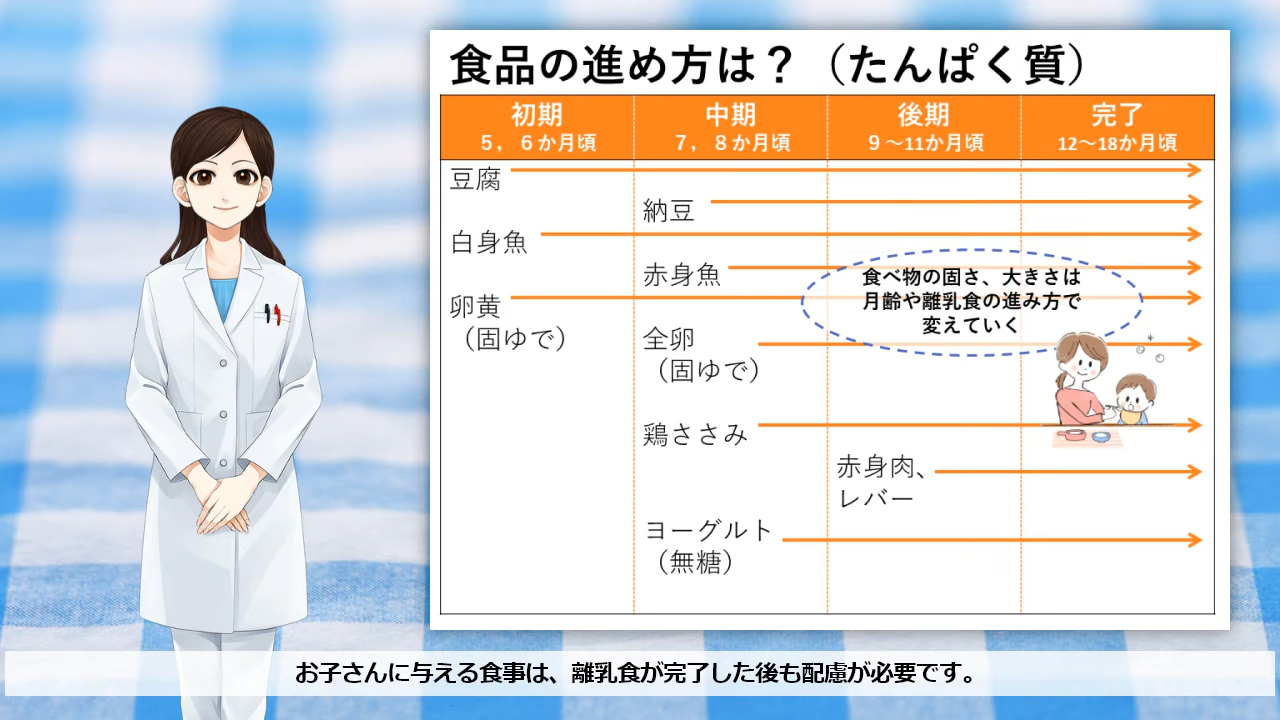 食品の進め方は？（たんぱく質）
初期
５，６か月頃
中期
７，８か月頃
後期
９～11か月頃
完了
12～18か月頃
豆腐
納豆
白身魚
赤身魚
卵黄
（固ゆで）
全卵
（固ゆで）
食べ物の固さ、大きさは
月齢や離乳食の進み方で
変えていく
鶏ささみ
赤身肉、
レバー
ヨーグルト
（無糖）
お子さんに与える食事は、離乳食が完了した後も配慮が必要です。